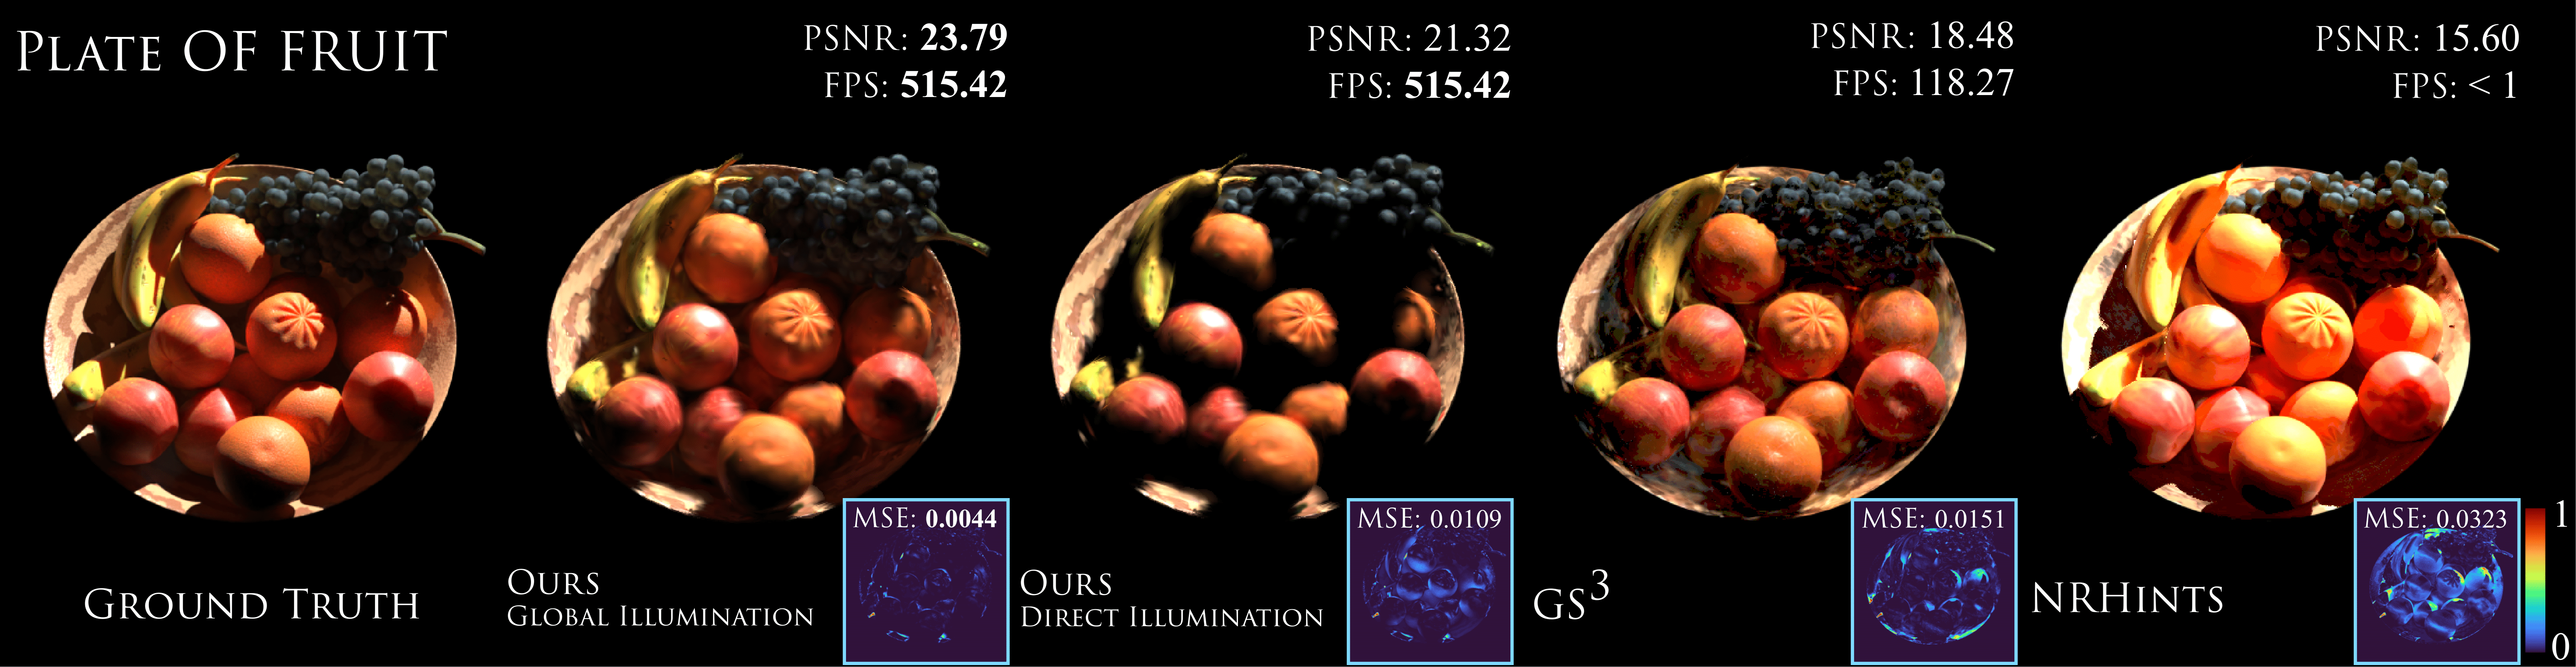 Plate of fruit
PSNR: 23.79
FPS: 515.42
PSNR: 21.32
FPS: 515.42
PSNR: 18.48
FPS: 118.27
PSNR: 15.60
FPS: < 1
Ground Truth
Ours
Global Illumination
MSE: 0.0044
Ours
Direct Illumination
MSE: 0.0109
GS³
MSE: 0.0151
NRHints
MSE: 0.0323
1
0